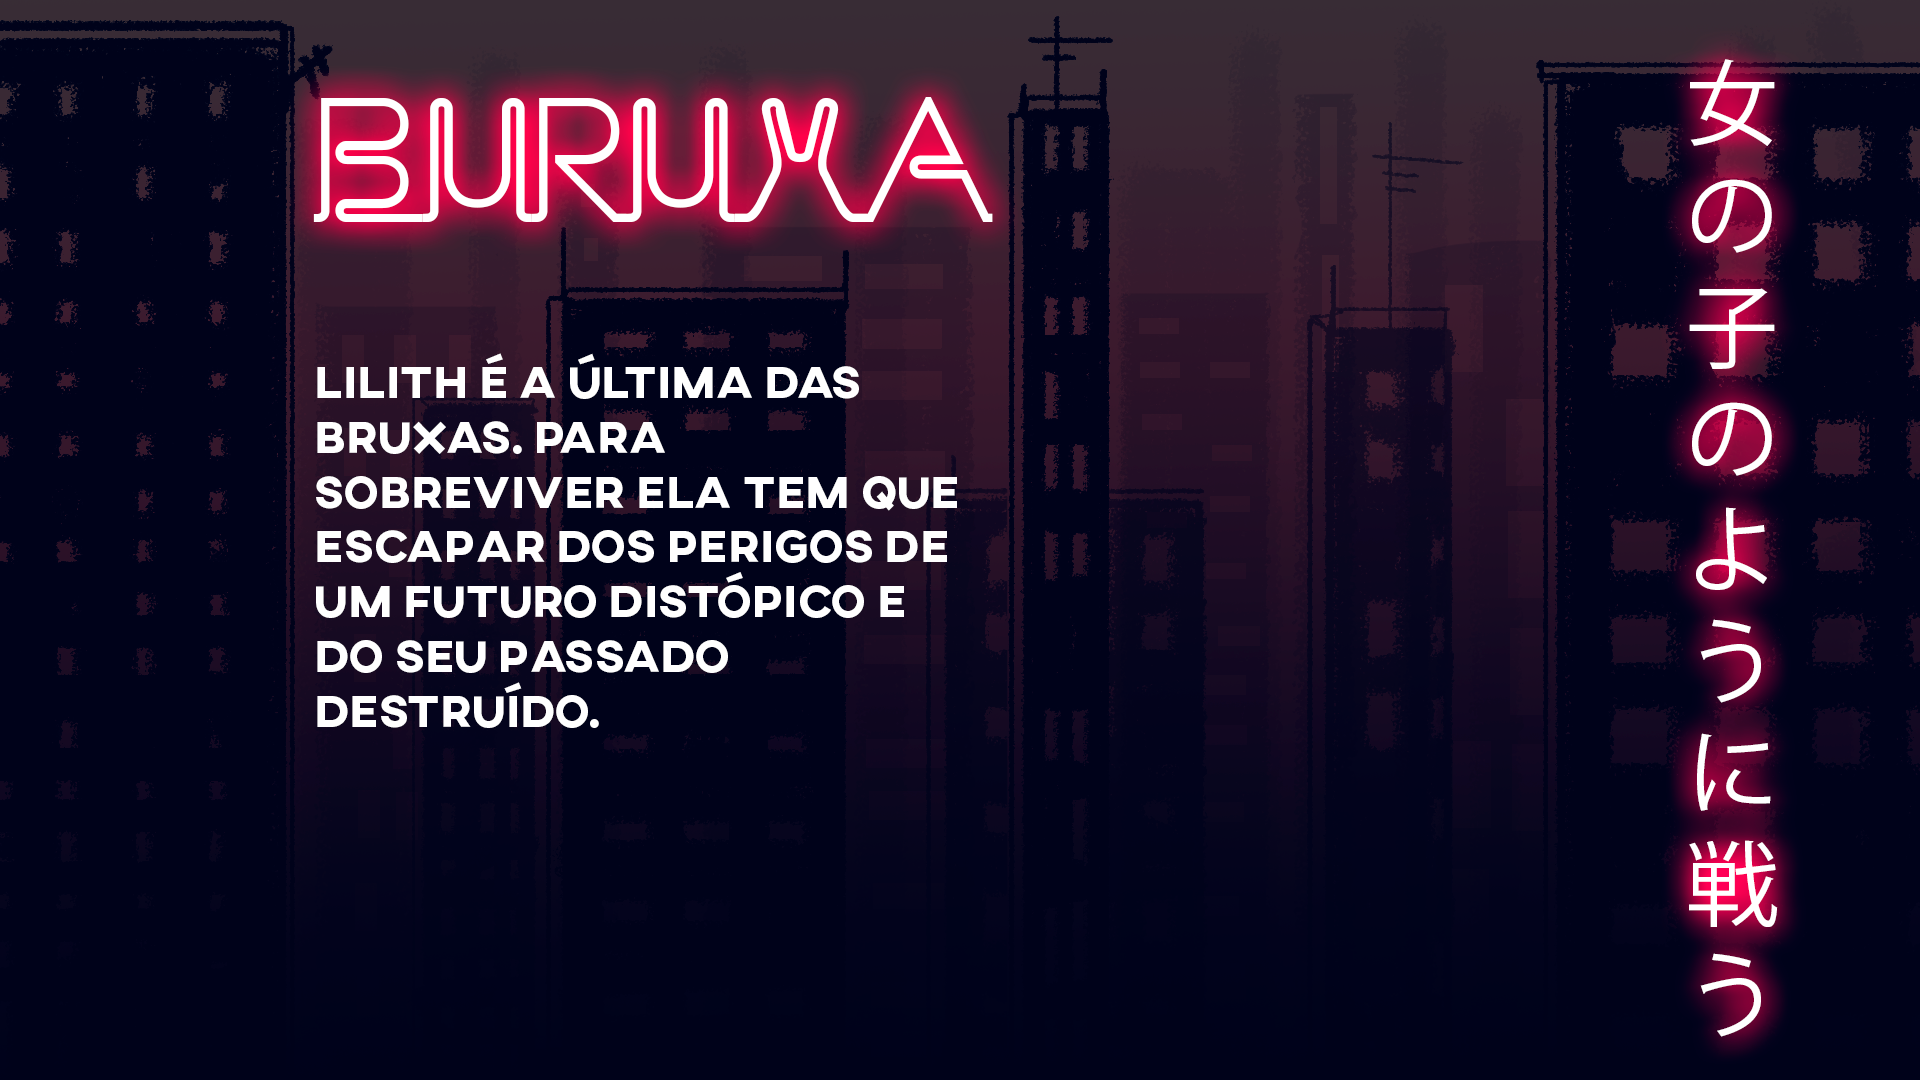 BURUXA
LILITH É A ÚLTIMA DAS
BRUXAS. PARA
SOBREVIVER ELA TEM QUE
ESCAPAR DOS PERIGOS DE
UM FUTURO DISTÓPICO E
DO SEU PASSADO
DESTRUÍDO.
女の子のように戦う